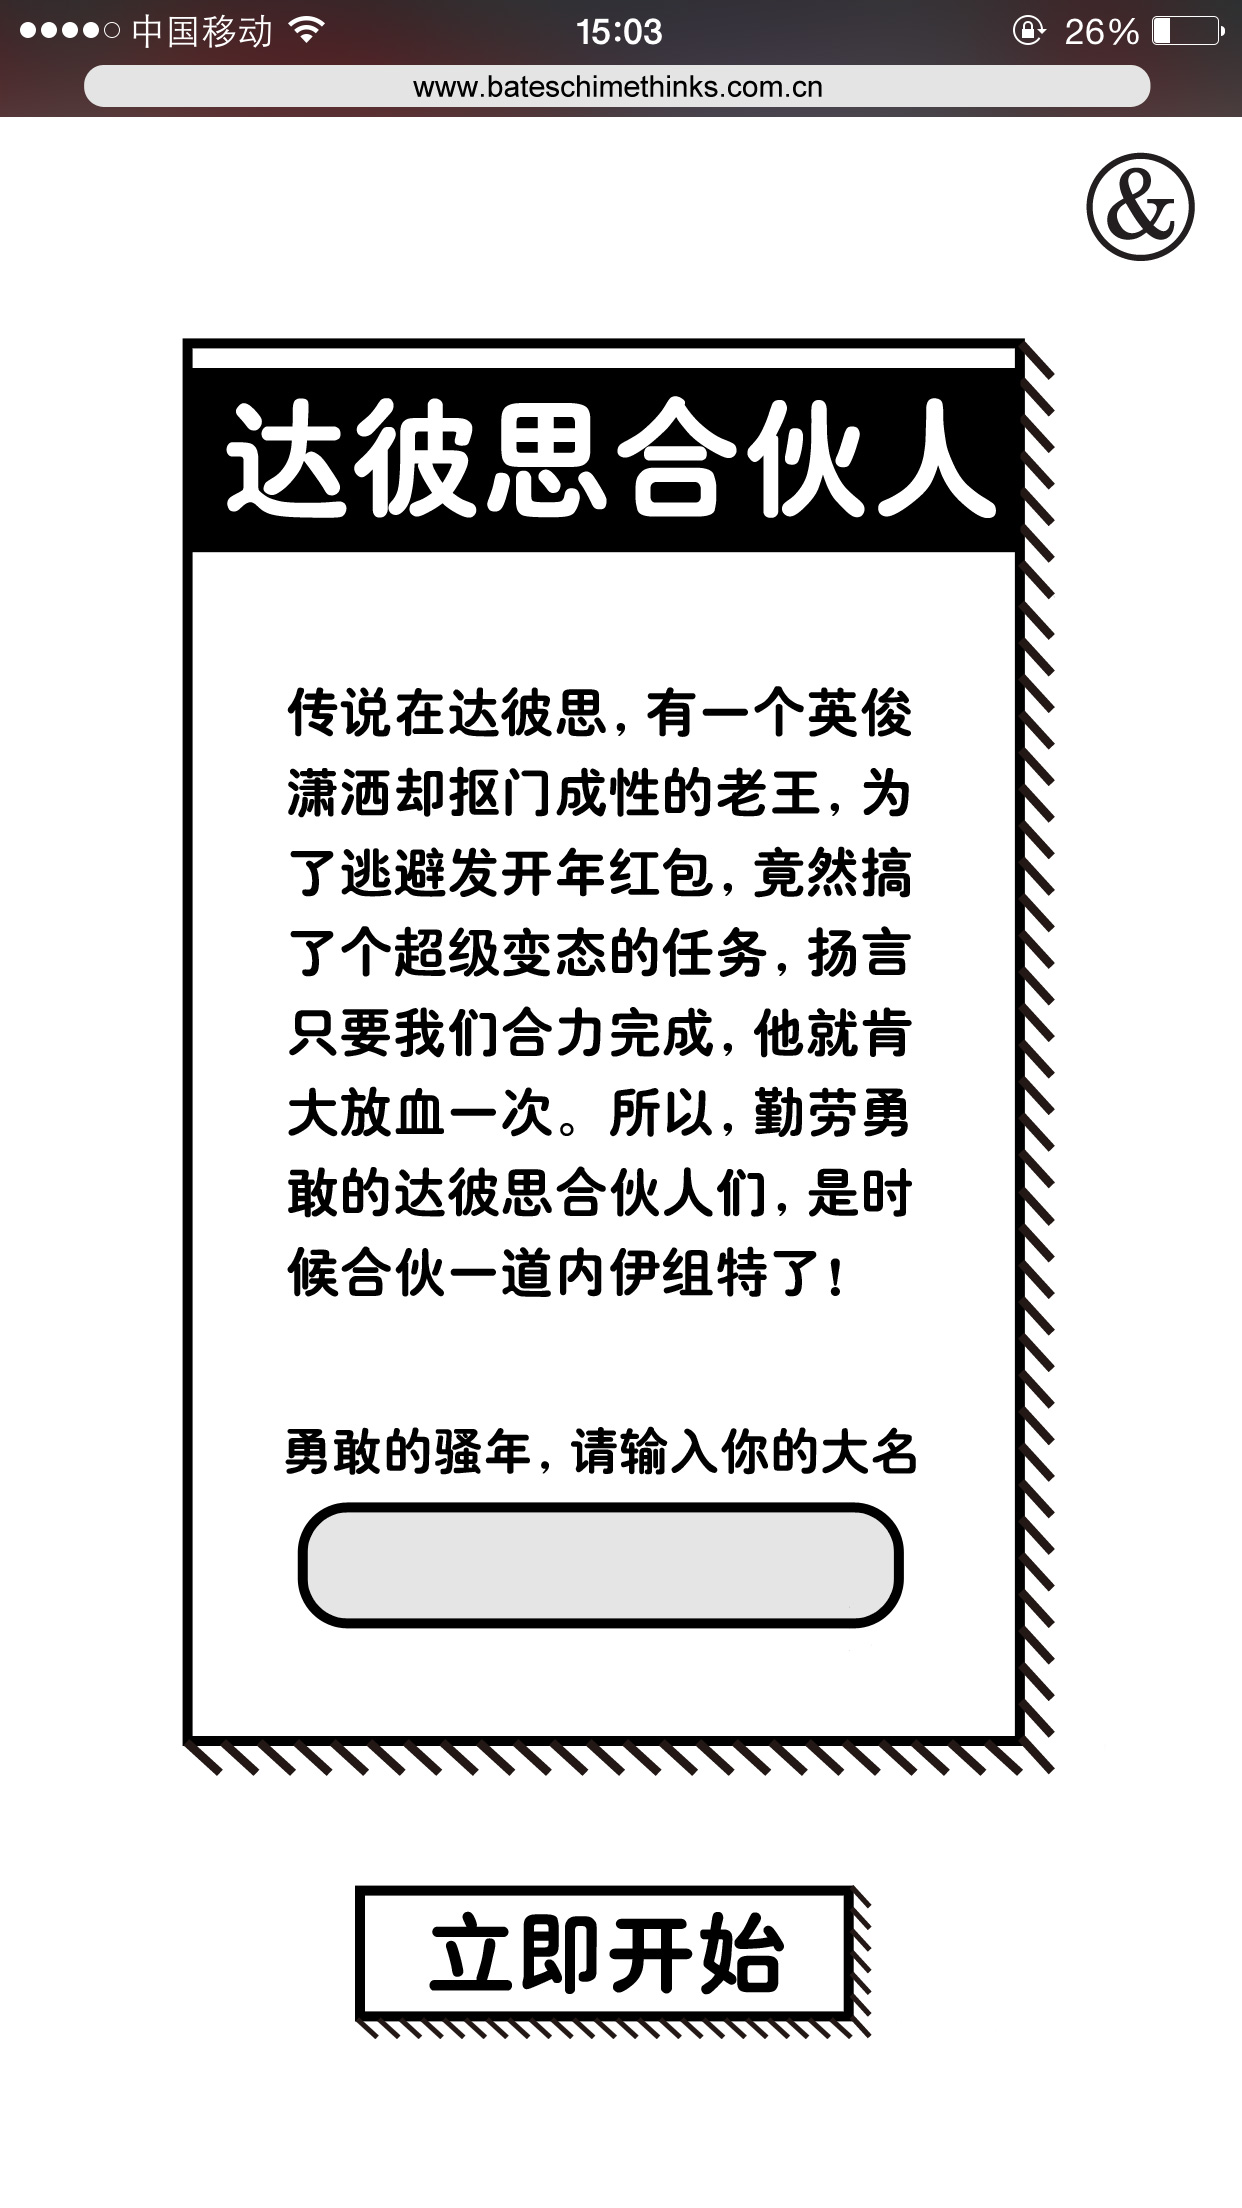 中国移动 15:03 26%
www.bateschimethinks.com.cn
&
达彼思合伙人
传说在达彼思，有一个英俊
潇洒却抠门成性的老王，为
了逃避发开年红包，竟然搞
了个超级变态的任务，扬言
只要我们合力完成，他就肯
大放血一次。所以，勤劳勇
敢的达彼思合伙人们，是时
候合伙一道内伊组特了！
勇敢的骚年，请输入你的大名
立即开始